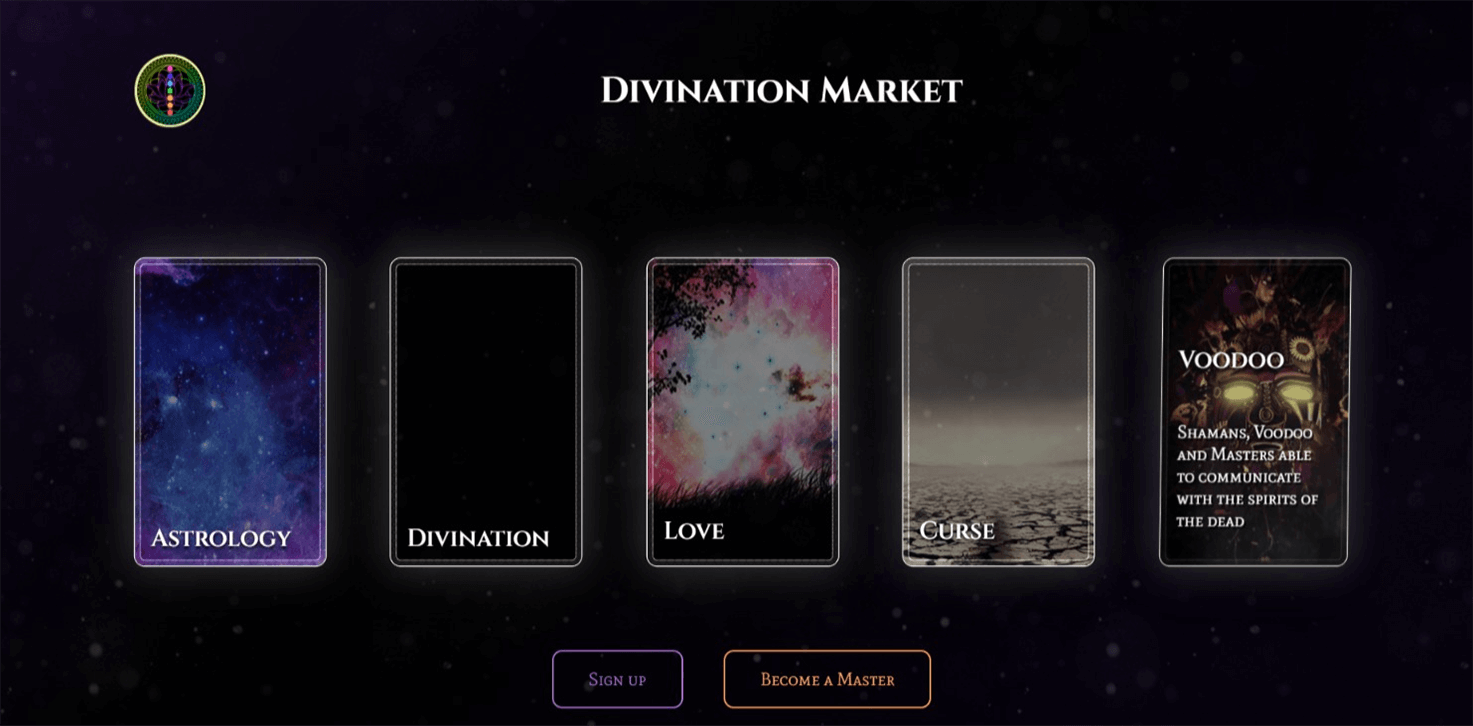 Divination Market
Astrology
Divination
Love
Curse
Voodoo
Shamans, Voodoo
and Masters able
to communicate
with the spirits of
the dead
Sign up
Become a Master